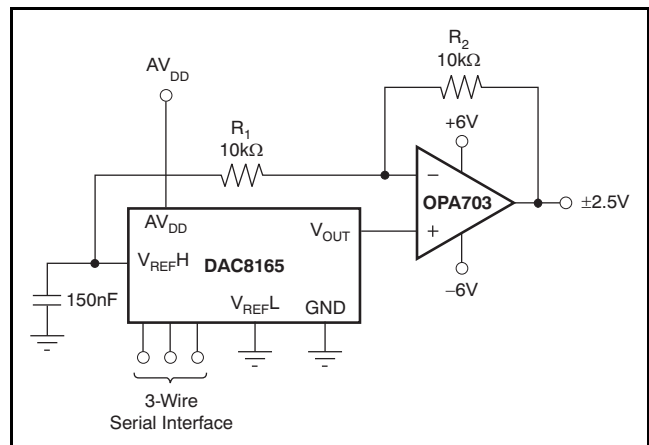 R2
10kΩ
AVDD
+6V
R1
10kΩ
−
OPA703
±2.5V
+
−6V
AVDD
VOUT
VREFH
DAC8165
150nF
VREFL
GND
3-Wire
Serial Interface